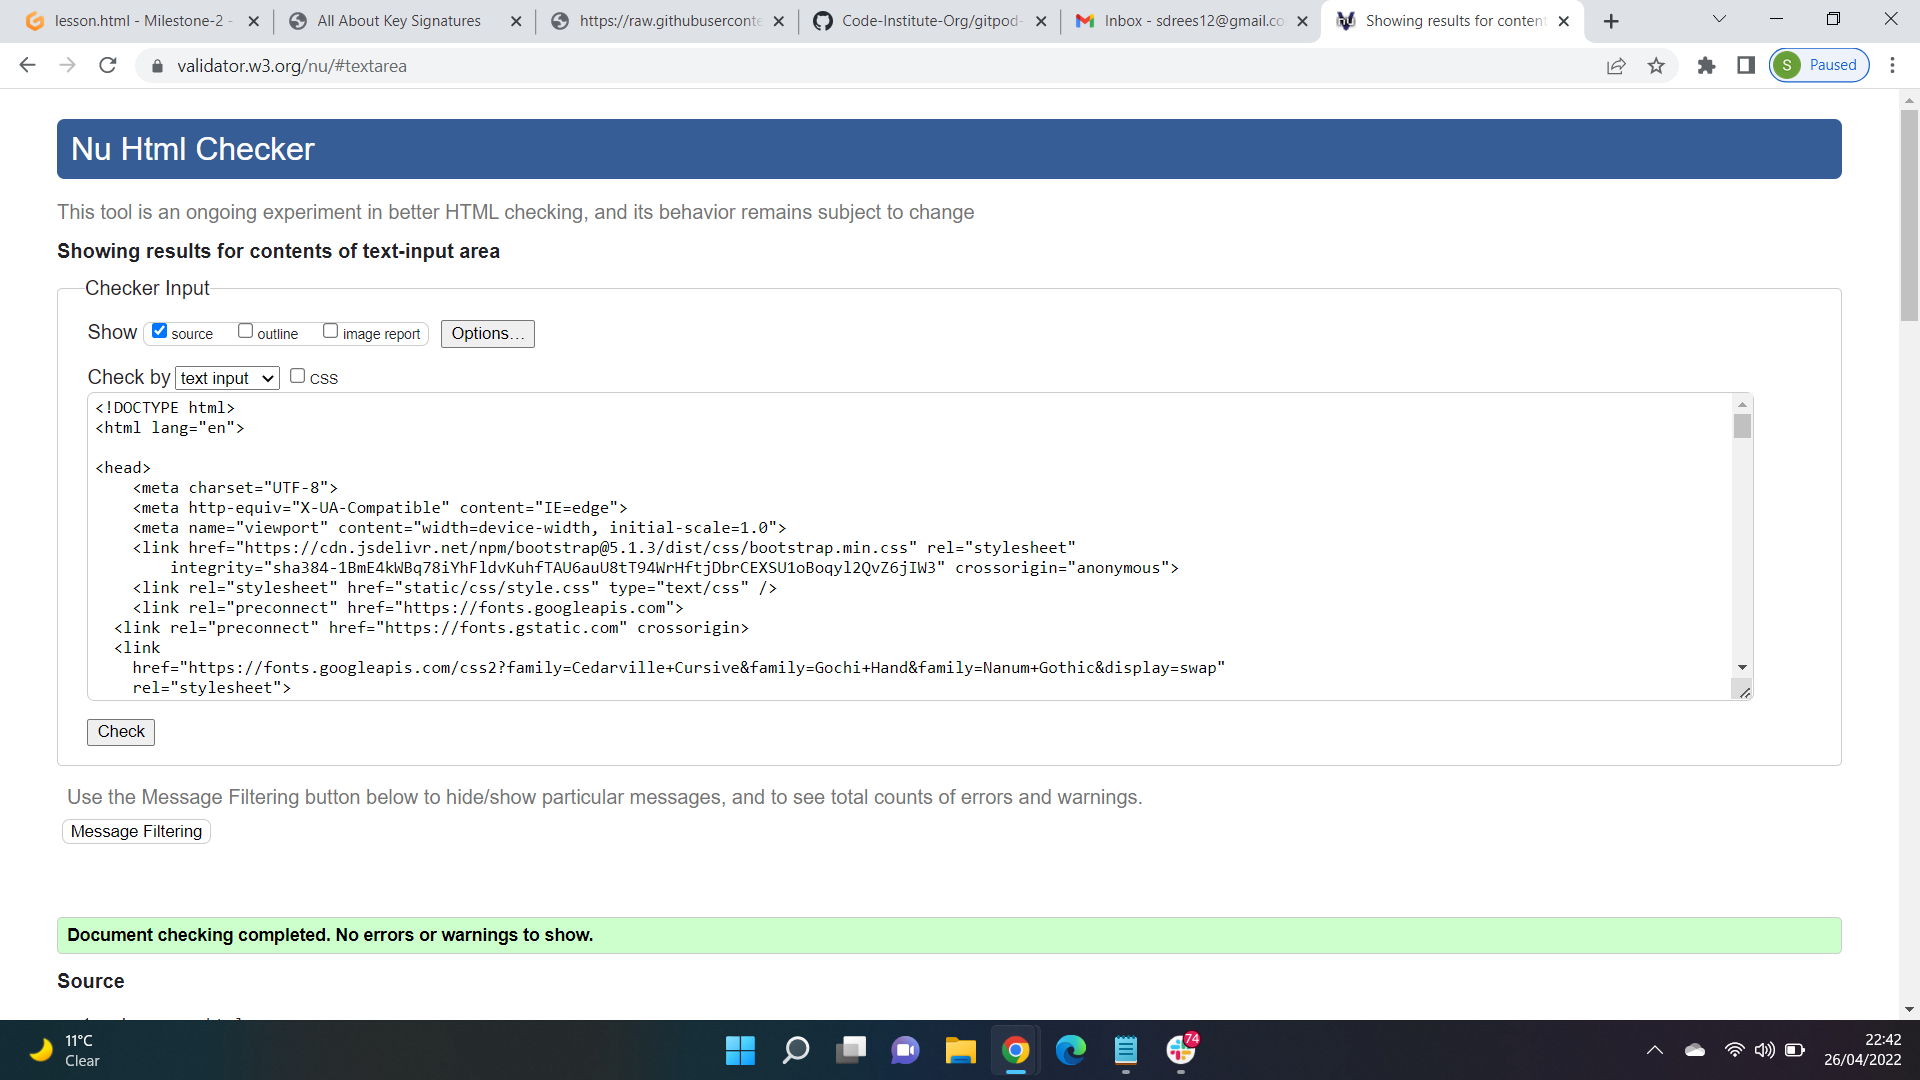 lesson.html - Milestone-2 -
All About Key Signatures
https://raw.githubuserconte
Code-Institute-Org/gitpod-
Inbox - sdrees12@gmail.co
Showing results for conten
validator.w3.org/nu/#textarea
S Paused
Nu Html Checker
This tool is an ongoing experiment in better HTML checking, and its behavior remains subject to change
Showing results for contents of text-input area
Checker Input
Show source outline image report Options…
Check by text input CSS
<!DOCTYPE html>
<html lang="en">
<head>
<meta charset="UTF-8">
<meta http-equiv="X-UA-Compatible" content="IE=edge">
<meta name="viewport" content="width=device-width, initial-scale=1.0">
<link href="https://cdn.jsdelivr.net/npm/bootstrap@5.1.3/dist/css/bootstrap.min.css" rel="stylesheet"
integrity="sha384-1BmE4kWBq78iYhFldvKuhfTAU6auU8tT94WrHftjDbrCEXSU1oBoqyl2QvZ6jIW3" crossorigin="anonymous">
<link rel="stylesheet" href="static/css/style.css" type="text/css" />
<link rel="preconnect" href="https://fonts.googleapis.com">
<link rel="preconnect" href="https://fonts.gstatic.com" crossorigin>
<link
href="https://fonts.googleapis.com/css2?family=Cedarville+Cursive&family=Gochi+Hand&family=Nanum+Gothic&display=swap"
rel="stylesheet">
Check
Use the Message Filtering button below to hide/show particular messages, and to see total counts of errors and warnings.
Message Filtering
Document checking completed. No errors or warnings to show.
Source
11°C
Clear
74
22:42
26/04/2022